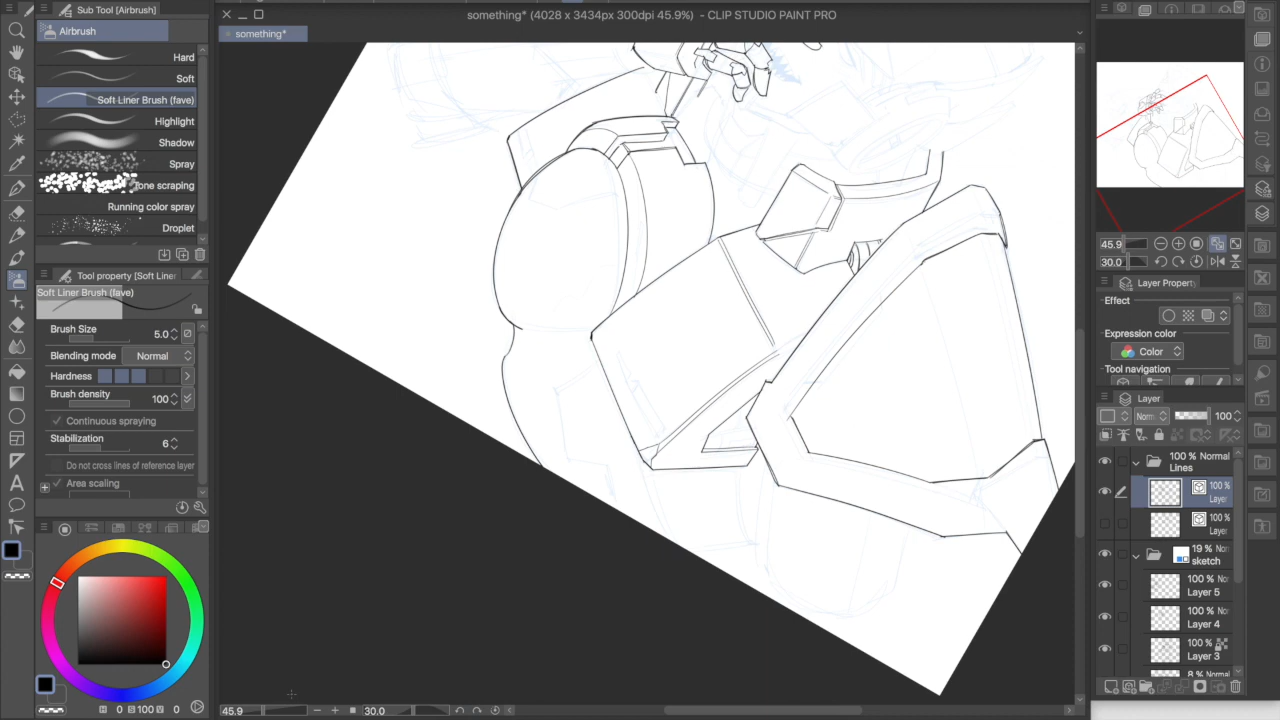 Sub Tool [Airbrush]
something* (4028 x 3434px 300dpi 45.9%) - CLIP STUDIO PAINT PRO
Airbrush
something*
Hard
Soft
Soft Liner Brush (fave)
Highlight
Shadow
Spray
Tone scraping
Running color spray
Droplet
Tool property [Soft Liner
Soft Liner Brush (fave)
Brush Size 5.0
Blending mode Normal
Hardness
Brush density 100
Continuous spraying
Stabilization 6
Do not cross lines of reference layer
Area scaling
H 0 S 100 V 0
45.9 30.0
45.9
30.0
Layer Property
Effect
Expression color
Color
Tool navigation
Layer
Norm 100
100 % Normal
Lines
100 %
Layer
100 %
Layer
19 % Nor
sketch
100 % No
Layer 5
100 % No
Layer 4
100 %
Layer 3
8 % Nor